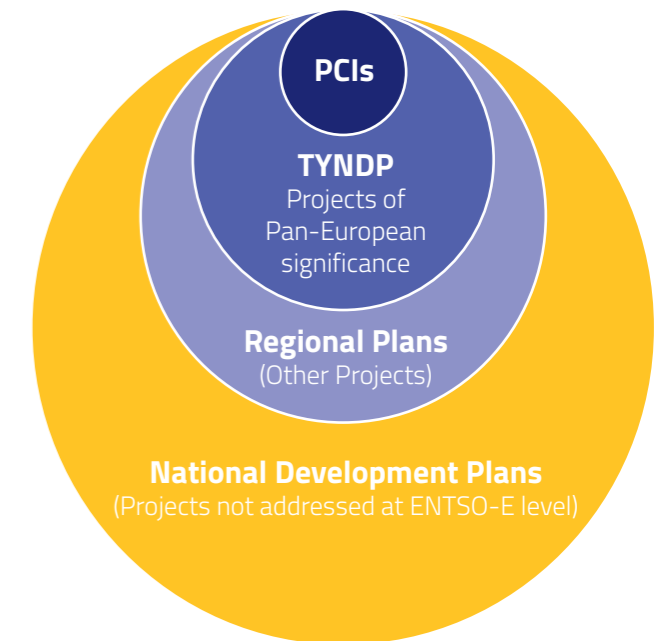 PCIs
TYNDP
Projects of
Pan-European
significance
Regional Plans
(Other Projects)
National Development Plans
(Projects not addressed at ENTSO-E level)